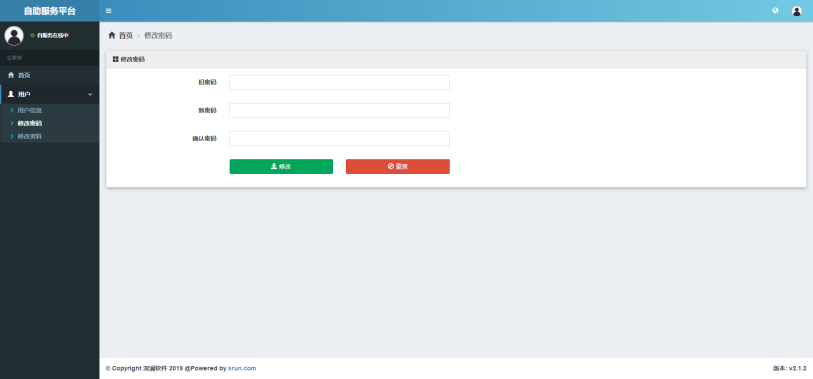 自助服务平台
自服务在线中
主菜单
首页
用户
用户信息
修改密码
修改资料
首页 > 修改密码
修改密码
旧密码
新密码
确认密码
修改
重置
© Copyright 深澜软件 2019 @Powered by srun.com
版本: v2.1.2